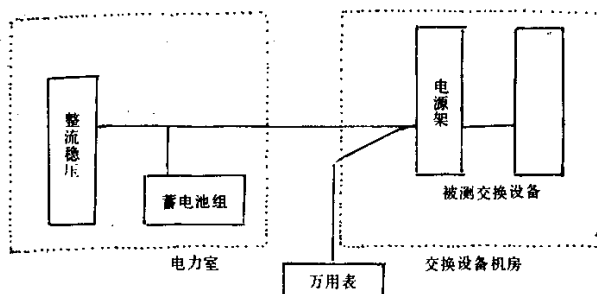 整流稳压
蓄电池组
电力室
电源架
被测交换设备
交换设备机房
万用表